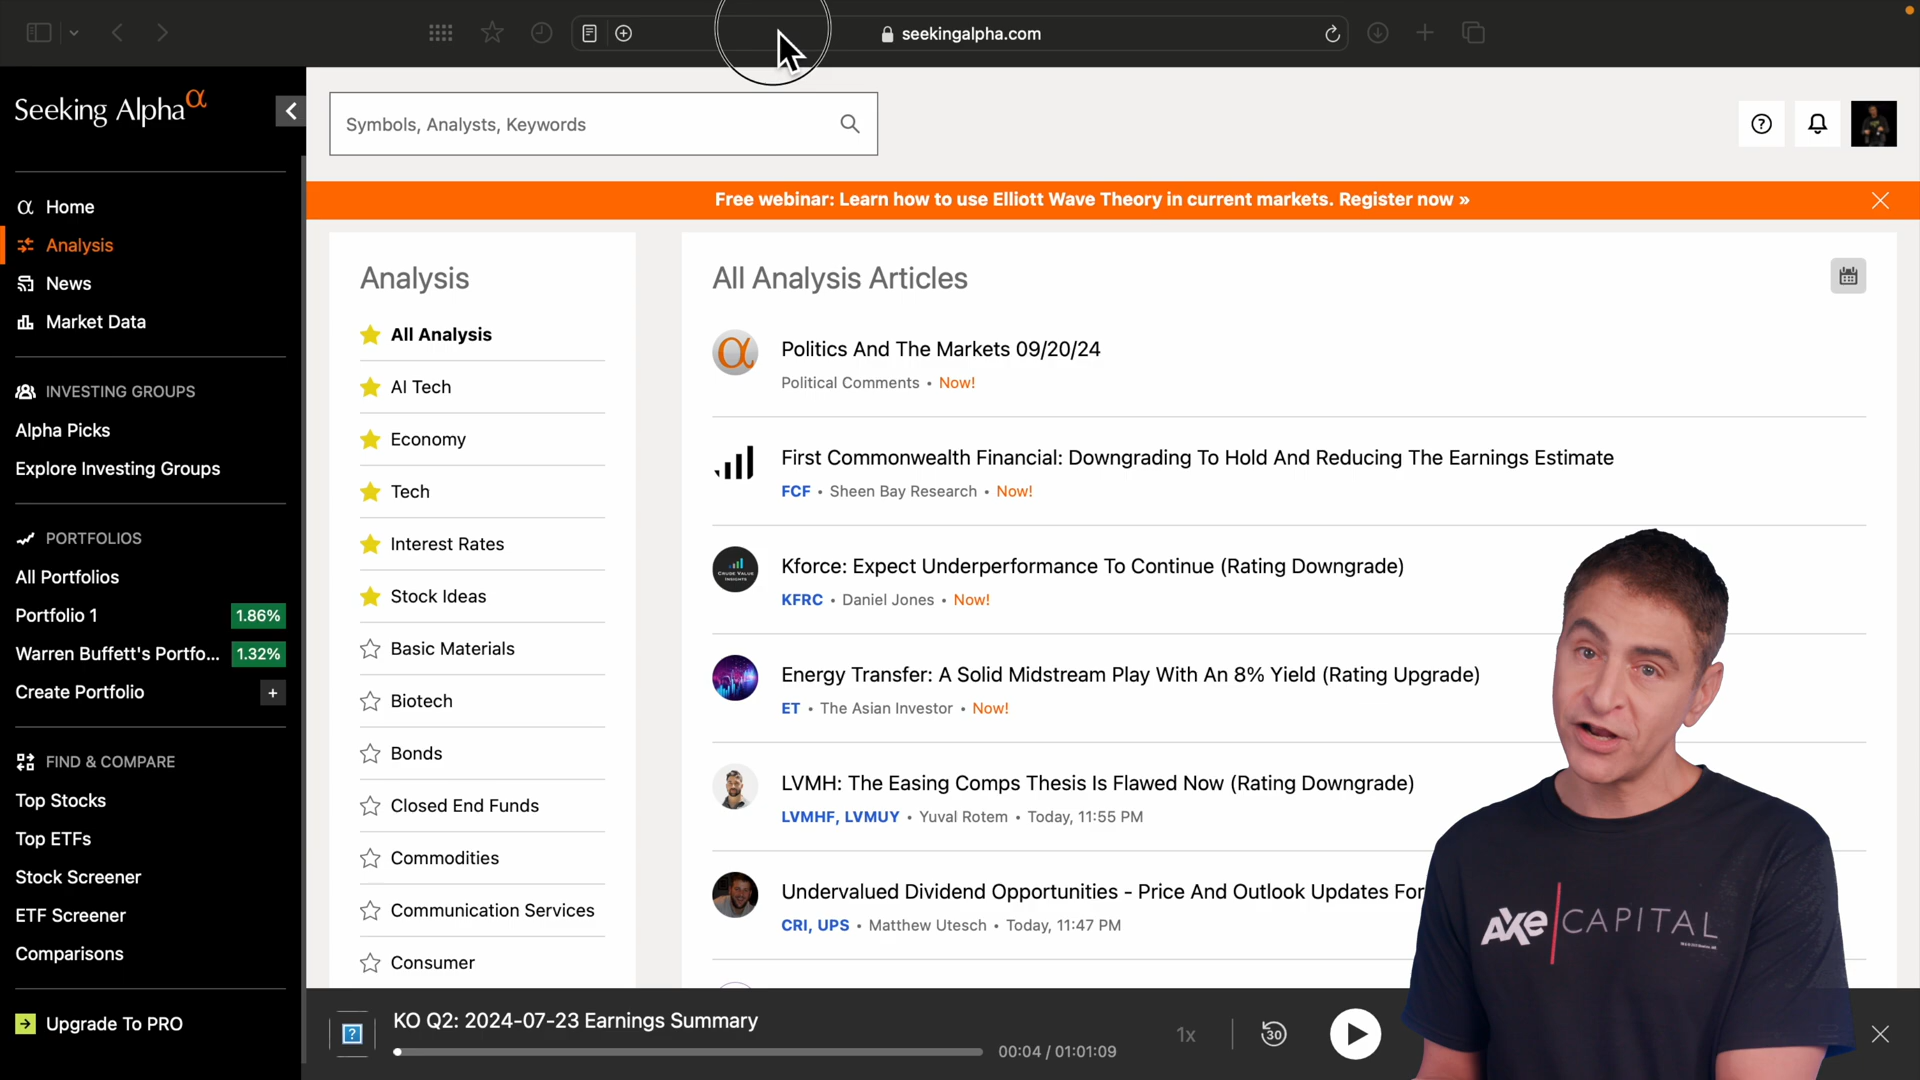 seekingalpha.com
Seeking Alpha α
Symbols, Analysts, Keywords
Free webinar: Learn how to use Elliott Wave Theory in current markets. Register now »
Home
Analysis
News
Market Data
INVESTING GROUPS
Alpha Picks
Explore Investing Groups
PORTFOLIOS
All Portfolios
Portfolio 1 1.86%
Warren Buffett's Portfo... 1.32%
Create Portfolio +
FIND & COMPARE
Top Stocks
Top ETFs
Stock Screener
ETF Screener
Comparisons
Upgrade To PRO
Analysis
All Analysis
AI Tech
Economy
Tech
Interest Rates
Stock Ideas
Basic Materials
Biotech
Bonds
Closed End Funds
Commodities
Communication Services
Consumer
All Analysis Articles
Politics And The Markets 09/20/24
Political Comments • Now!
First Commonwealth Financial: Downgrading To Hold And Reducing The Earnings Estimate
FCF • Sheen Bay Research • Now!
CRUDE VALUE
INSIGHTS
Kforce: Expect Underperformance To Continue (Rating Downgrade)
KFRC • Daniel Jones • Now!
Energy Transfer: A Solid Midstream Play With An 8% Yield (Rating Upgrade)
ET • The Asian Investor • Now!
LVMH: The Easing Comps Thesis Is Flawed Now (Rating Downgrade)
LVMHF, LVMUY • Yuval Rotem • Today, 11:55 PM
Undervalued Dividend Opportunities - Price And Outlook Updates For
CRI, UPS • Matthew Utesch • Today, 11:47 PM
AXE CAPITAL
KO Q2: 2024-07-23 Earnings Summary
00:04 / 01:01:09
1x
30